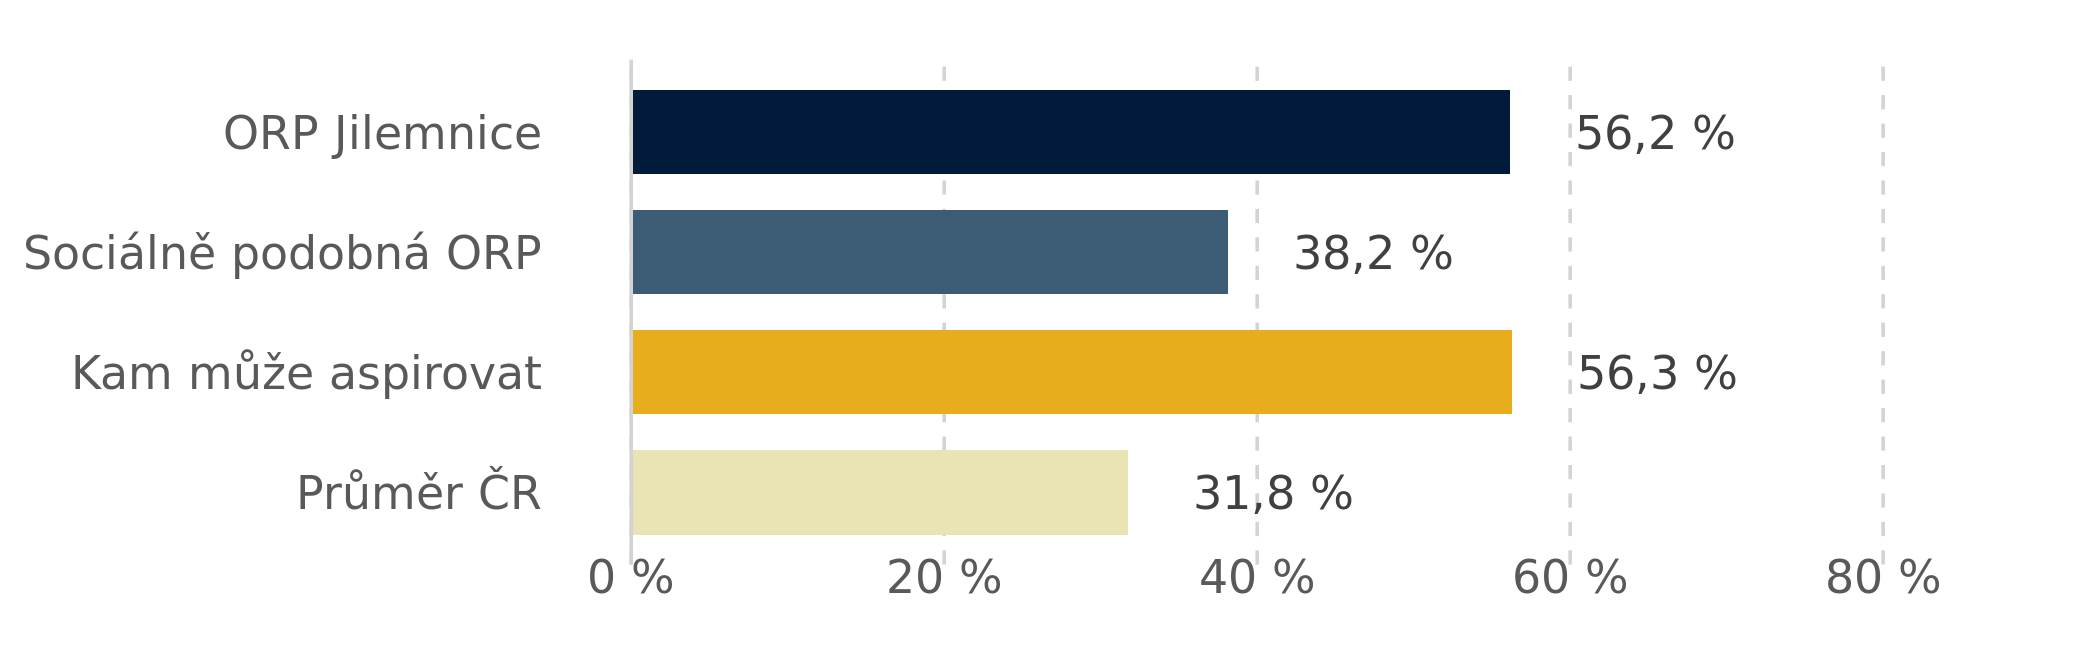 ORP Jilemnice 56,2 %
Sociálně podobná ORP 38,2 %
Kam může aspirovat 56,3 %
Průměr ČR 31,8 %
0 % 20 % 40 % 60 % 80 %